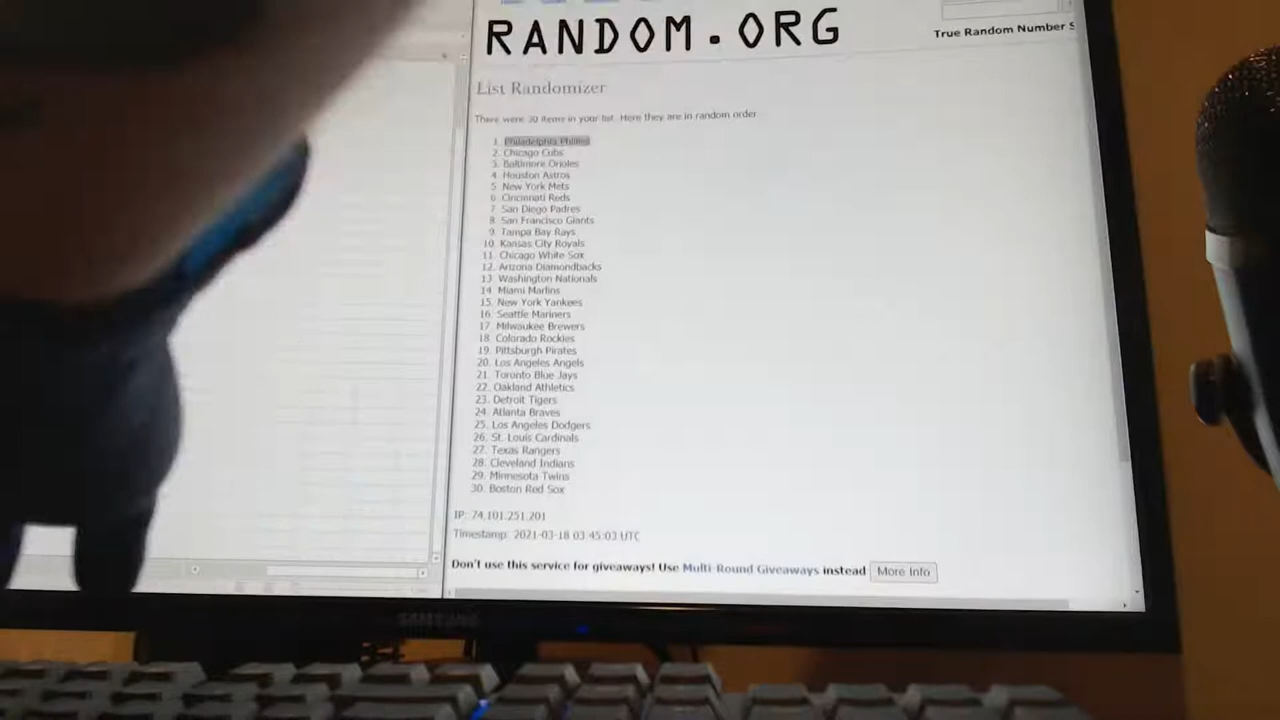 RANDOM.ORG
True Random Number S
List Randomizer
There were 30 items in your list. Here they are in random order
1. Philadelphia Phillies
2. Chicago Cubs
3. Baltimore Orioles
4. Houston Astros
5. New York Mets
6. Cincinnati Reds
7. San Diego Padres
8. San Francisco Giants
9. Tampa Bay Rays
10. Kansas City Royals
11. Chicago White Sox
12. Arizona Diamondbacks
13. Washington Nationals
14. Miami Marlins
15. New York Yankees
16. Seattle Mariners
17. Milwaukee Brewers
18. Colorado Rockies
19. Pittsburgh Pirates
20. Los Angeles Angels
21. Toronto Blue Jays
22. Oakland Athletics
23. Detroit Tigers
24. Atlanta Braves
25. Los Angeles Dodgers
26. St. Louis Cardinals
27. Texas Rangers
28. Cleveland Indians
29. Minnesota Twins
30. Boston Red Sox
IP: 74.101.251.201
Timestamp: 2021-03-18 03:45:03 UTC
Don't use this service for giveaways! Use Multi-Round Giveaways instead More Info
SAMSUNG